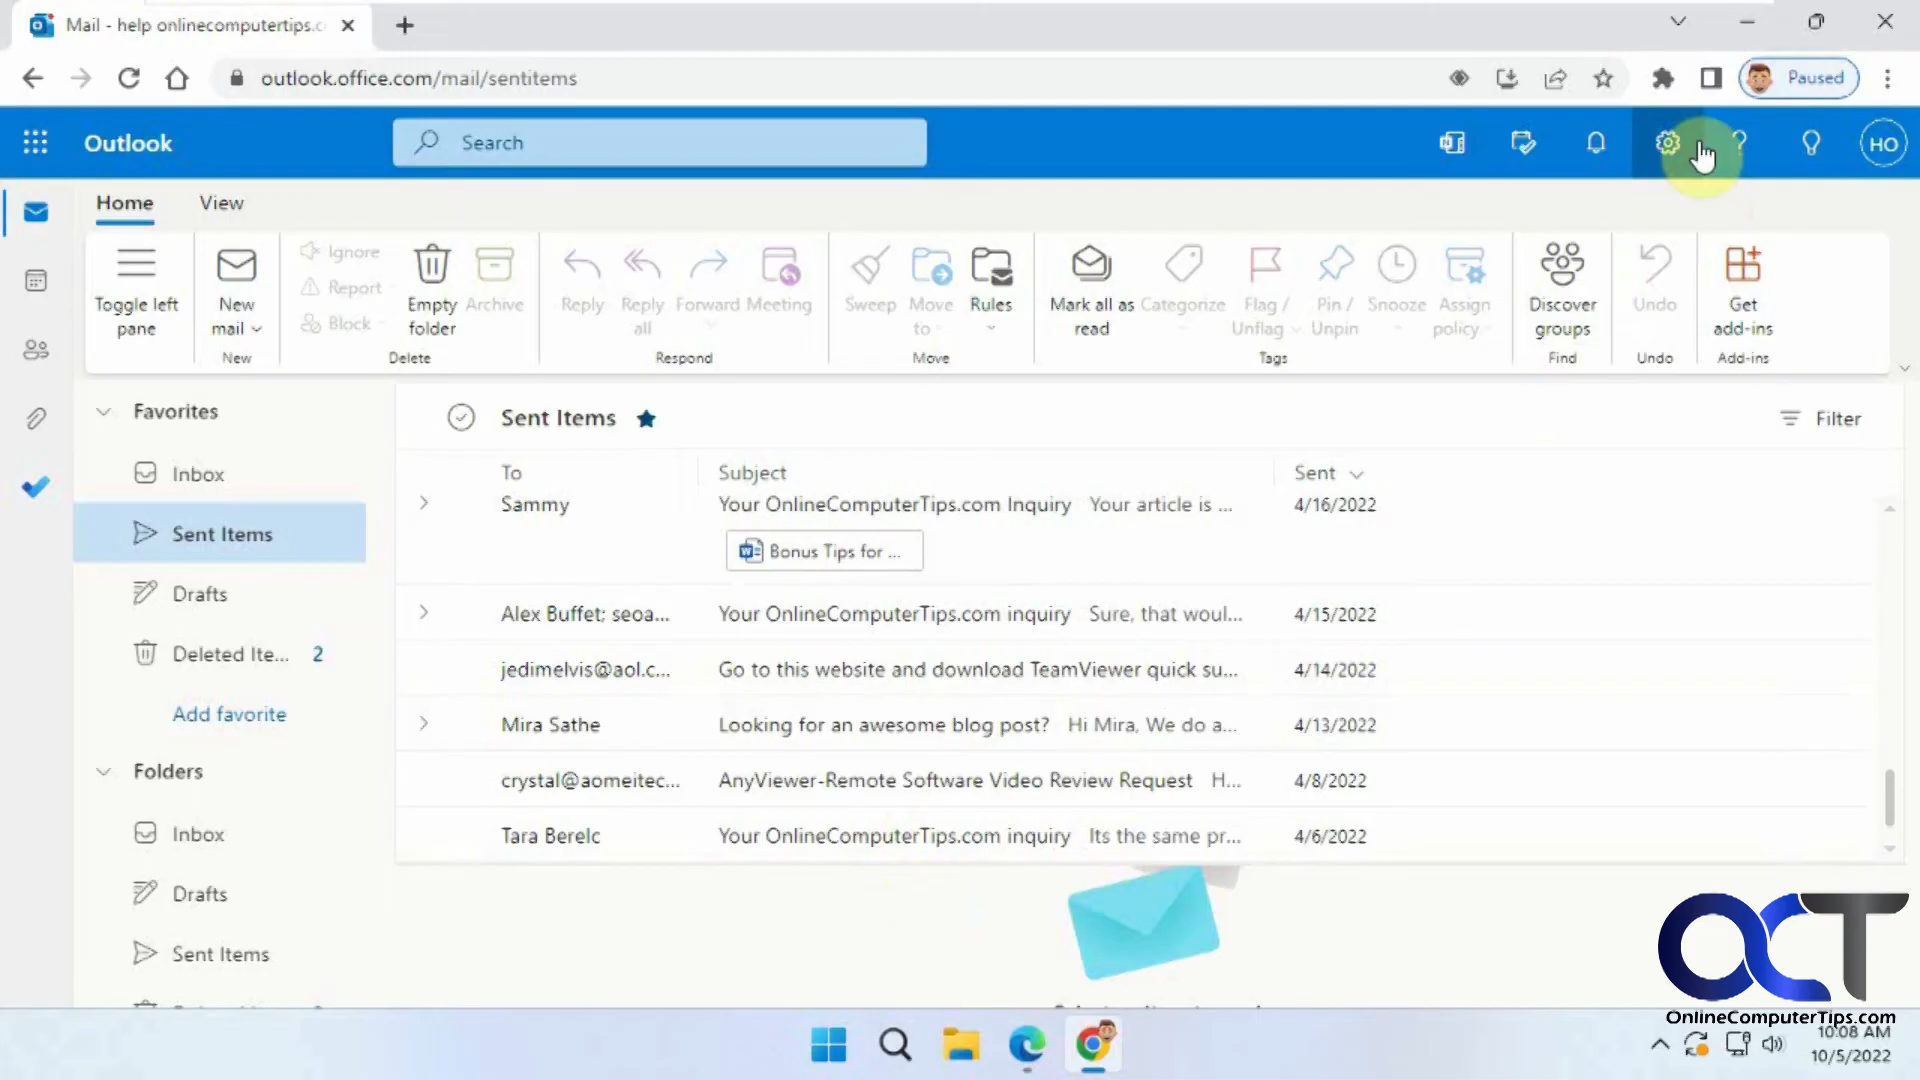 Mail - help onlinecomputertips.c
outlook.office.com/mail/sentitems
Paused
Outlook
Search
?
HO
Home View
Toggle left pane
New mail
New
Ignore
Report
Block
Empty folder
Archive
Delete
Reply
Reply all
Forward
Meeting
Respond
Sweep
Move to
Rules
Move
Mark all as read
Categorize
Flag / Unflag
Pin / Unpin
Snooze
Assign policy
Tags
Discover groups
Find
Undo
Undo
Get add-ins
Add-ins
Favorites
Inbox
Sent Items
Drafts
Deleted Ite... 2
Add favorite
Folders
Inbox
Drafts
Sent Items
Sent Items
Filter
To Subject Sent
Sammy Your OnlineComputerTips.com Inquiry Your article is ... 4/16/2022
Bonus Tips for ...
Alex Buffet; seoa... Your OnlineComputerTips.com inquiry Sure, that woul... 4/15/2022
jedimelvis@aol.c... Go to this website and download TeamViewer quick su... 4/14/2022
Mira Sathe Looking for an awesome blog post? Hi Mira, We do a... 4/13/2022
crystal@aomeitec... AnyViewer-Remote Software Video Review Request H... 4/8/2022
Tara Berelc Your OnlineComputerTips.com inquiry Its the same pr... 4/6/2022
OCT
OnlineComputerTips.com
10:08 AM
10/5/2022